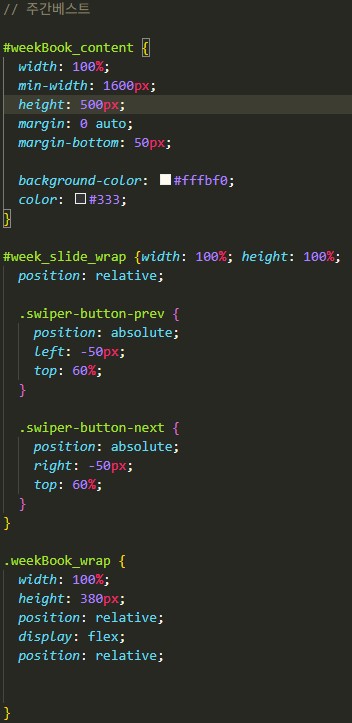 // 주간베스트
#weekBook_content {
width: 100%;
min-width: 1600px;
height: 500px;
margin: 0 auto;
margin-bottom: 50px;
background-color: #fffbf0;
color: #333;
}
#week_slide_wrap {width: 100%; height: 100%;
position: relative;
.swiper-button-prev {
position: absolute;
left: -50px;
top: 60%;
}
.swiper-button-next {
position: absolute;
right: -50px;
top: 60%;
}
}
.weekBook_wrap {
width: 100%;
height: 380px;
position: relative;
display: flex;
position: relative;
}